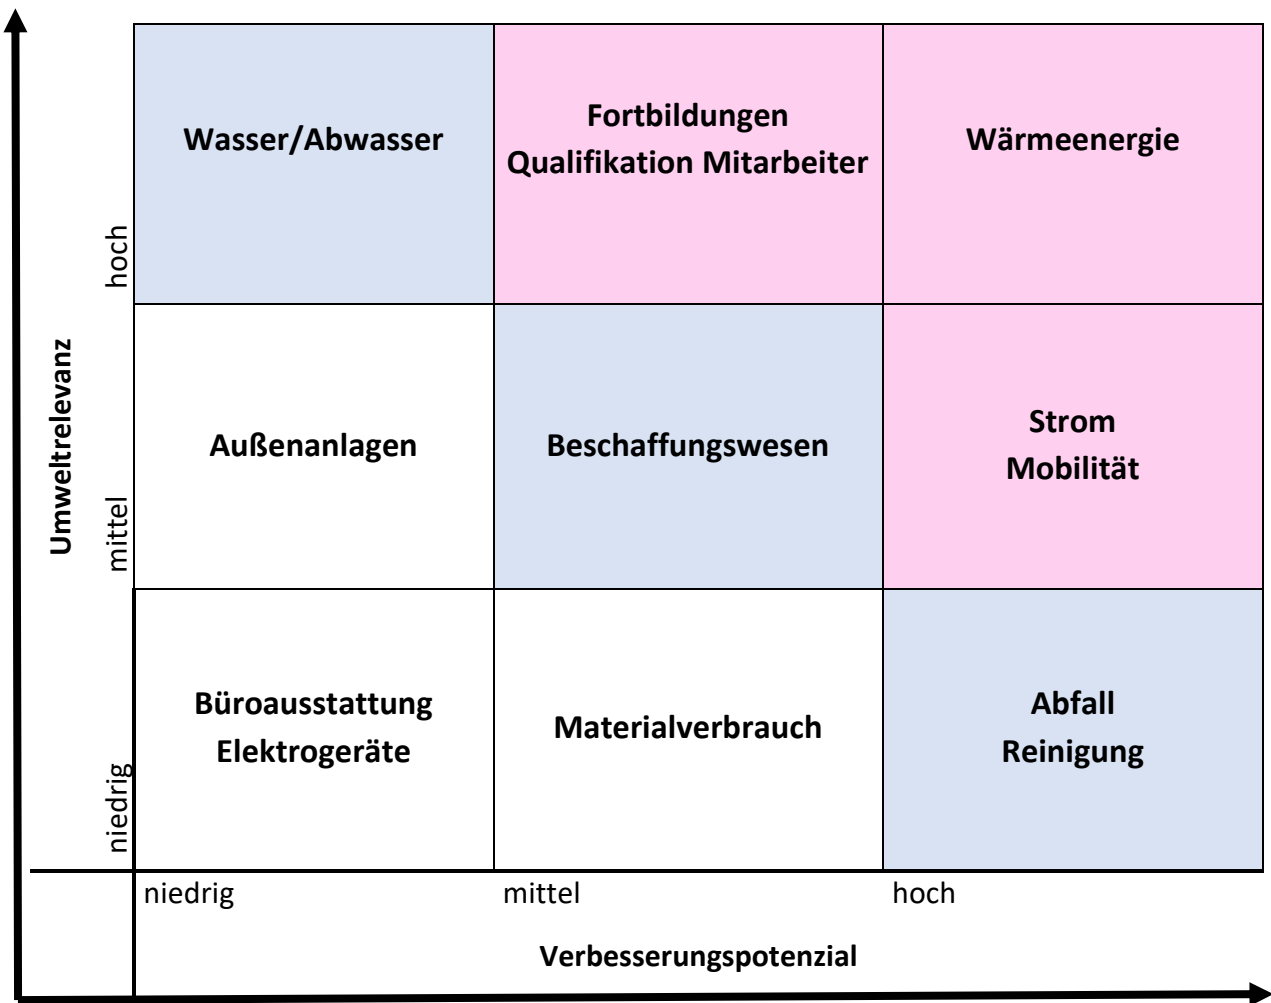 Wasser/Abwasser
Fortbildungen
Qualifikation Mitarbeiter
Wärmeenergie
hoch
Umweltrelevanz
Außenanlagen
Beschaffungswesen
Strom
Mobilität
mittel
Büroausstattung
Elektrogeräte
Materialverbrauch
Abfall
Reinigung
niedrig
niedrig
mittel
hoch
Verbesserungspotenzial